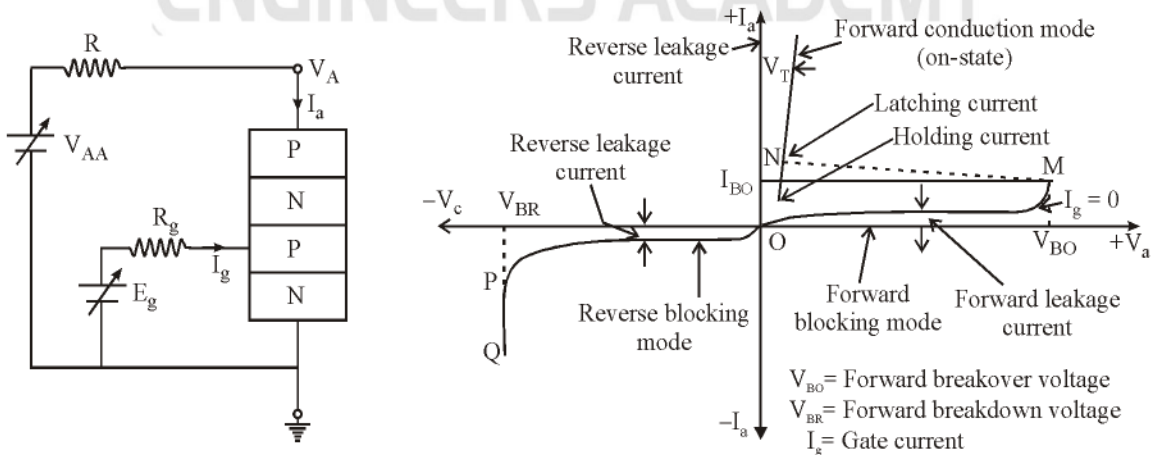 ENGINEERS ACADEMY
R
V_A
I_a
V_AA
P
N
P
N
R_g
I_g
E_g
+I_a
Reverse leakage
current
Forward conduction mode
(on-state)
V_T
Latching current
Holding current
Reverse leakage
current
N
M
I_BO
I_g = 0
−V_c
V_BR
O
V_BO
+V_a
P
Q
Reverse blocking
mode
Forward
blocking mode
Forward leakage
current
−I_a
V_BO= Forward breakover voltage
V_BR= Forward breakdown voltage
I_g= Gate current